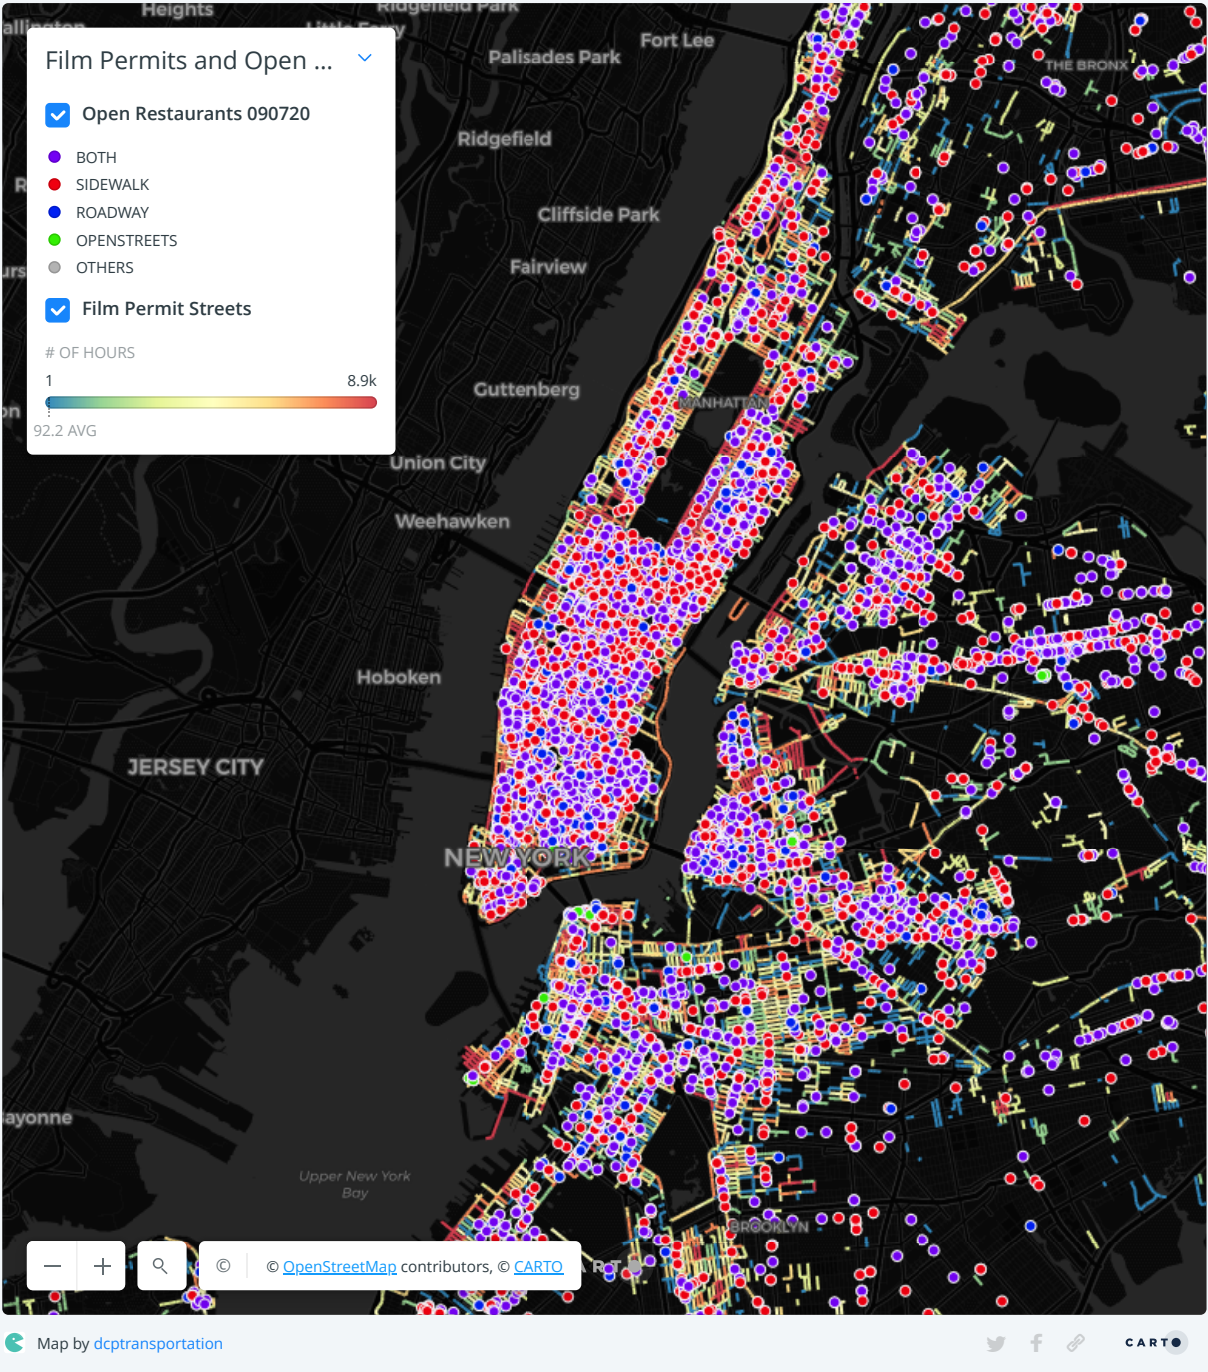 Heights
Ridgefield Park
Little Ferry
Fort Lee
Palisades Park
THE BRONX
Film Permits and Open ...
Open Restaurants 090720
BOTH
SIDEWALK
ROADWAY
OPENSTREETS
OTHERS
Film Permit Streets
# OF HOURS
1
8.9k
92.2 AVG
Ridgefield
Cliffside Park
Fairview
Guttenberg
MANHATTAN
Union City
Weehawken
Hoboken
JERSEY CITY
NEW YORK
ayonne
Upper New York
Bay
BROOKLYN
© © OpenStreetMap contributors, © CARTO
Map by dcptransportation
CARTO